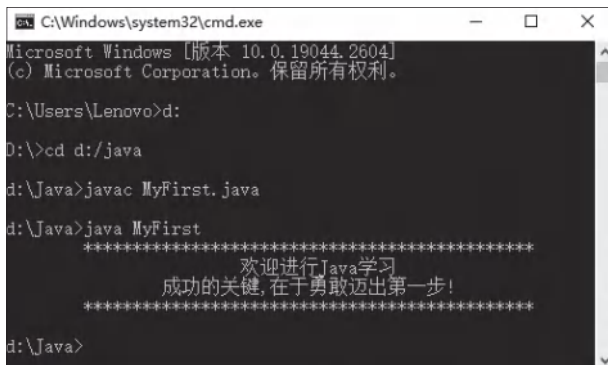 C:\Windows\system32\cmd.exe
Microsoft Windows [版本 10.0.19044.2604]
(c) Microsoft Corporation。保留所有权利。
C:\Users\Lenovo>d:
D:\>cd d:/java
d:\Java>javac MyFirst.java
d:\Java>java MyFirst
**********************************************
欢迎进行Java学习
成功的关键,在于勇敢迈出第一步!
**********************************************
d:\Java>